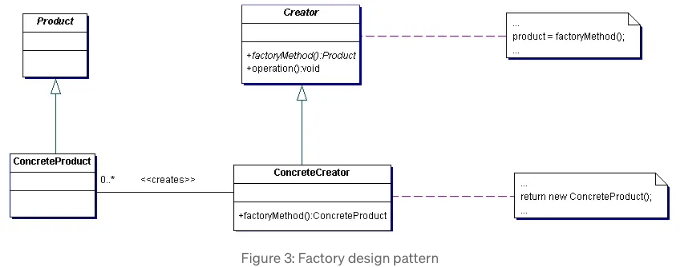 Product
Creator
+factoryMethod():Product
+operation():void
...
product = factoryMethod();
...
ConcreteProduct
0..*
<<creates>>
ConcreteCreator
+factoryMethod():ConcreteProduct
...
return new ConcreteProduct();
...
Figure 3: Factory design pattern